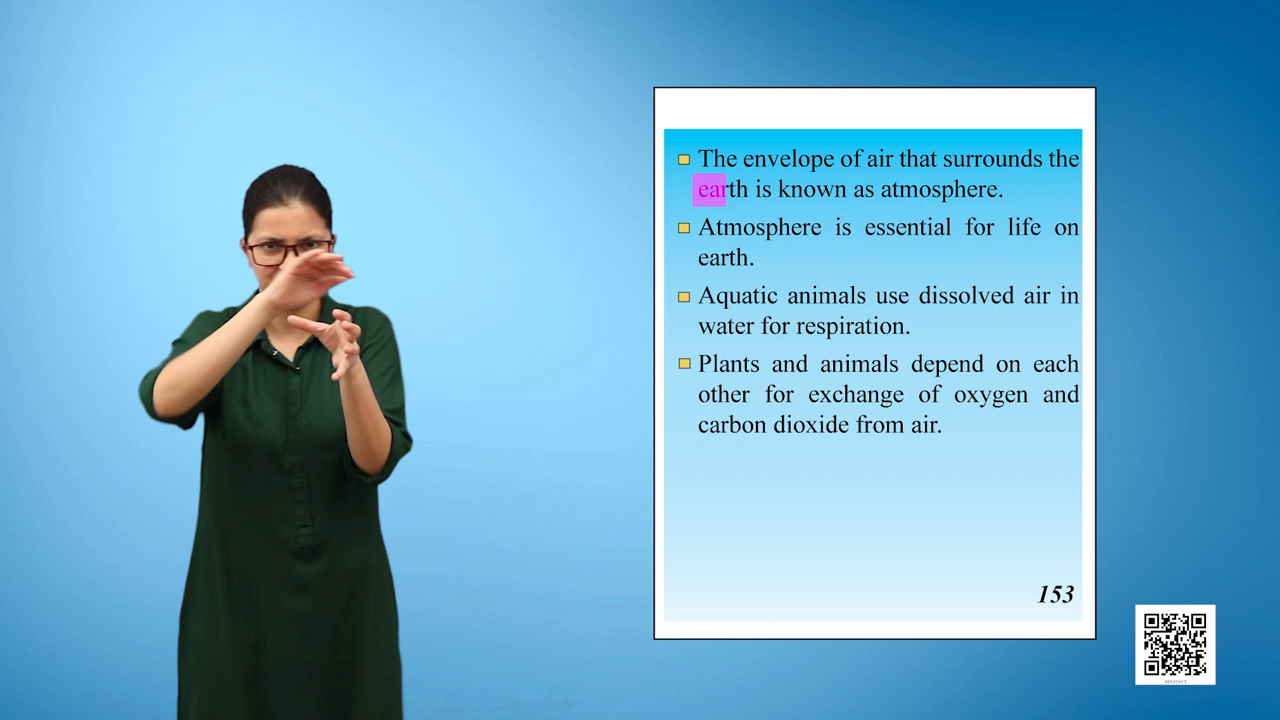 The envelope of air that surrounds the
earth is known as atmosphere.
Atmosphere is essential for life on
earth.
Aquatic animals use dissolved air in
water for respiration.
Plants and animals depend on each
other for exchange of oxygen and
carbon dioxide from air.
153